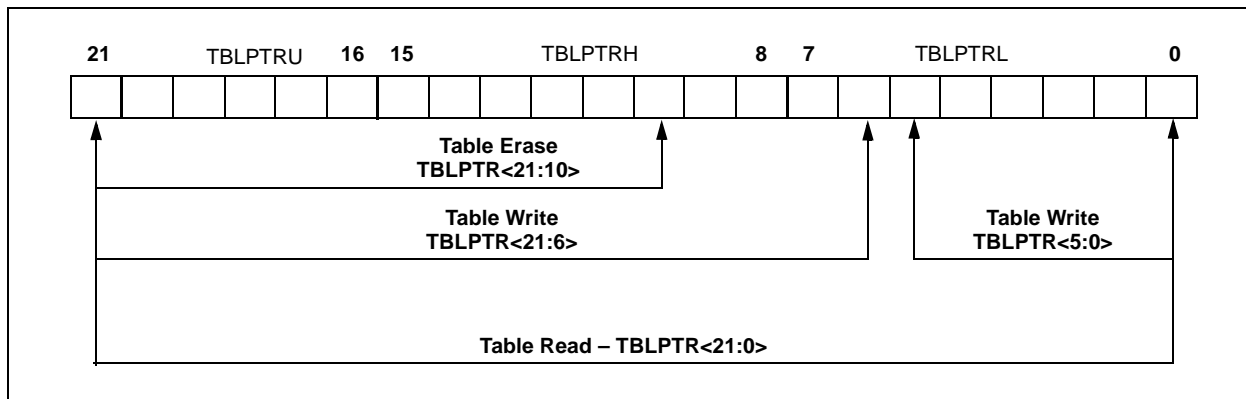 21 TBLPTRU 16 15 TBLPTRH 8 7 TBLPTRL 0
Table Erase
TBLPTR<21:10>
Table Write
TBLPTR<21:6>
Table Write
TBLPTR<5:0>
Table Read – TBLPTR<21:0>